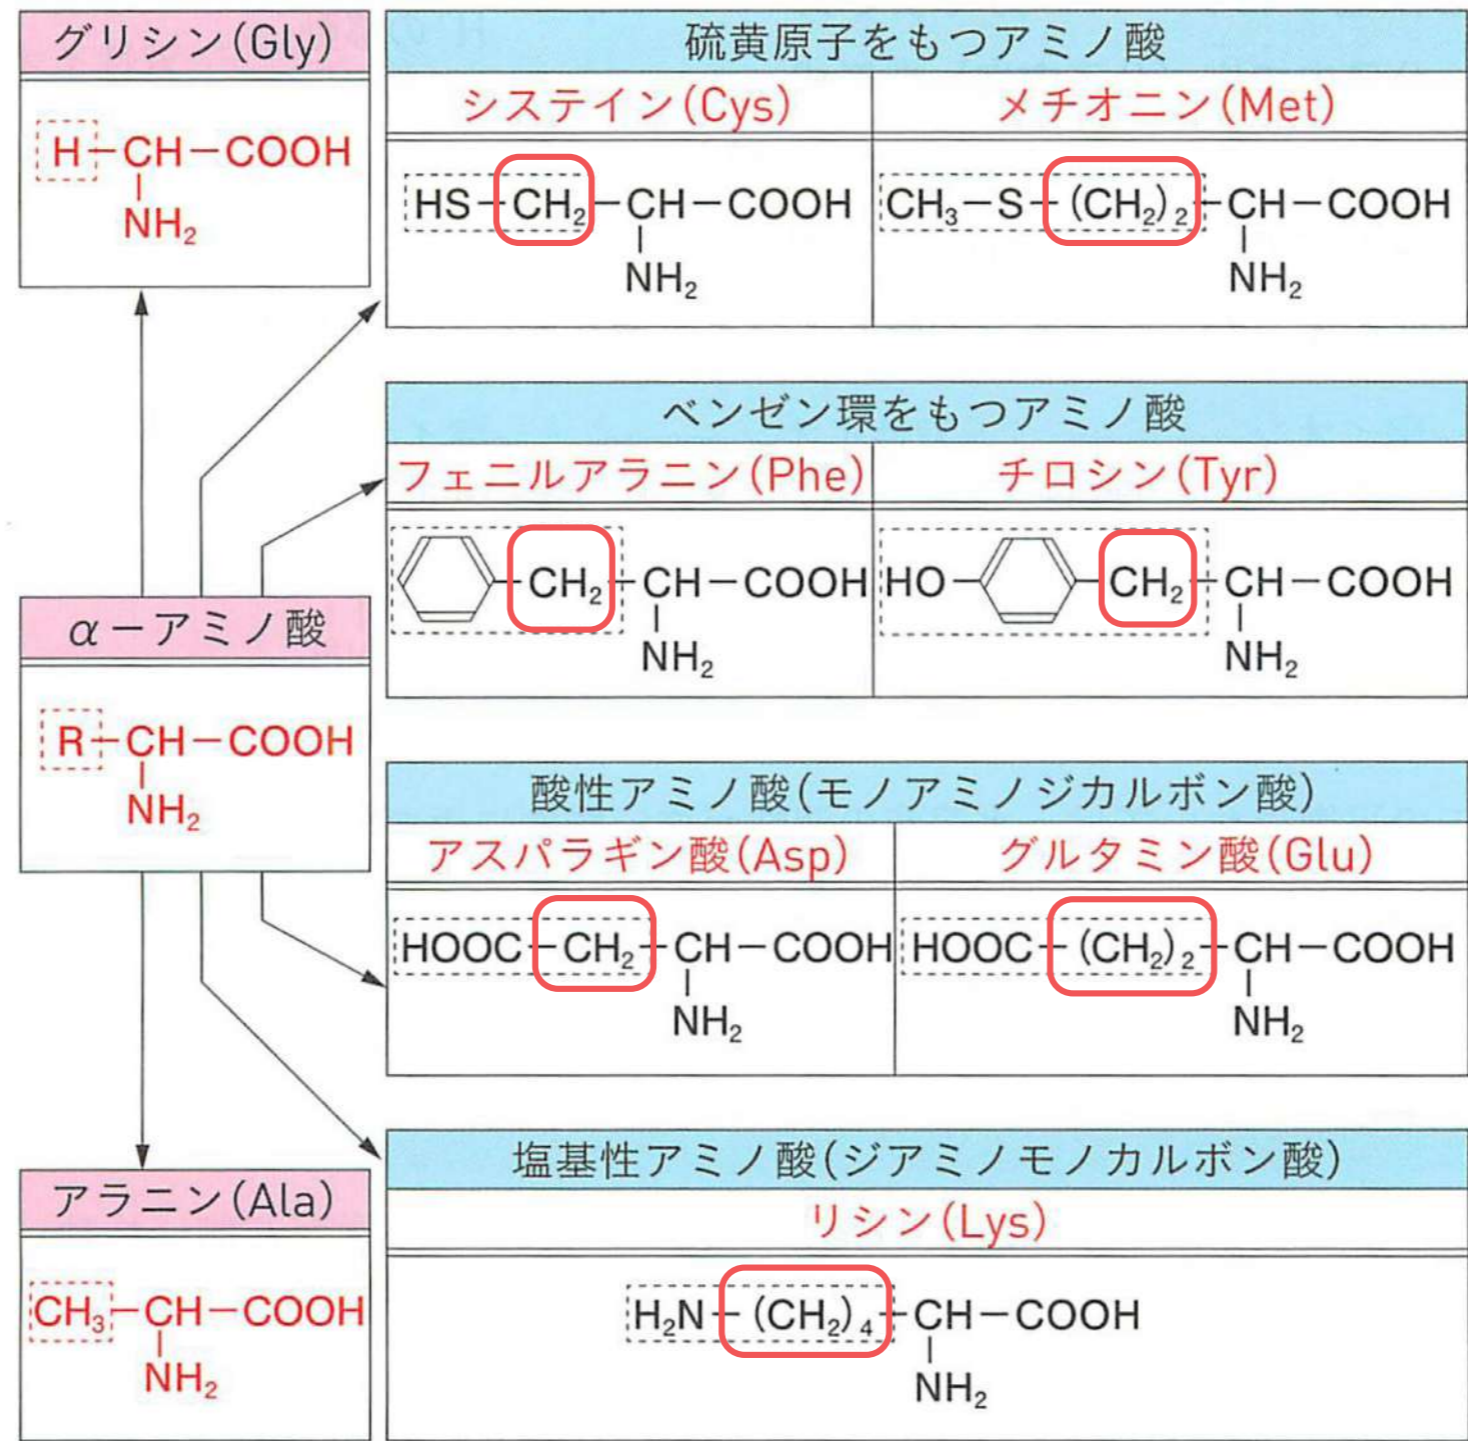 グリシン(Gly)
H-CH-COOH
NH₂
硫黄原子をもつアミノ酸
システイン(Cys)
HS-CH₂-CH-COOH
NH₂
メチオニン(Met)
CH₃-S-(CH₂)₂-CH-COOH
NH₂
ベンゼン環をもつアミノ酸
フェニルアラニン(Phe)
CH₂-CH-COOH
NH₂
チロシン(Tyr)
HO-CH₂-CH-COOH
NH₂
α-アミノ酸
R-CH-COOH
NH₂
酸性アミノ酸(モノアミノジカルボン酸)
アスパラギン酸(Asp)
HOOC-CH₂-CH-COOH
NH₂
グルタミン酸(Glu)
HOOC-(CH₂)₂-CH-COOH
NH₂
アラニン(Ala)
CH₃-CH-COOH
NH₂
塩基性アミノ酸(ジアミノモノカルボン酸)
リシン(Lys)
H₂N-(CH₂)₄-CH-COOH
NH₂